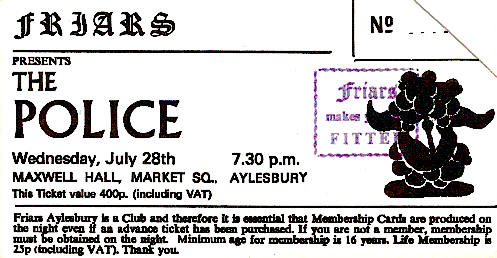 FRIARS
Nº
PRESENTS
THE
POLICE
Friars
makes
FITTE
Wednesday, July 28th 7.30 p.m.
MAXWELL HALL, MARKET SQ., AYLESBURY
This Ticket value 400p. (including VAT)
Friars Aylesbury is a Club and therefore it is essential that Membership Cards are produced on
the night even if an advance ticket has been purchased. If you are not a member, membership
must be obtained on the night. Minimum age for membership is 16 years. Life Membership is
25p (including VAT). Thank you.